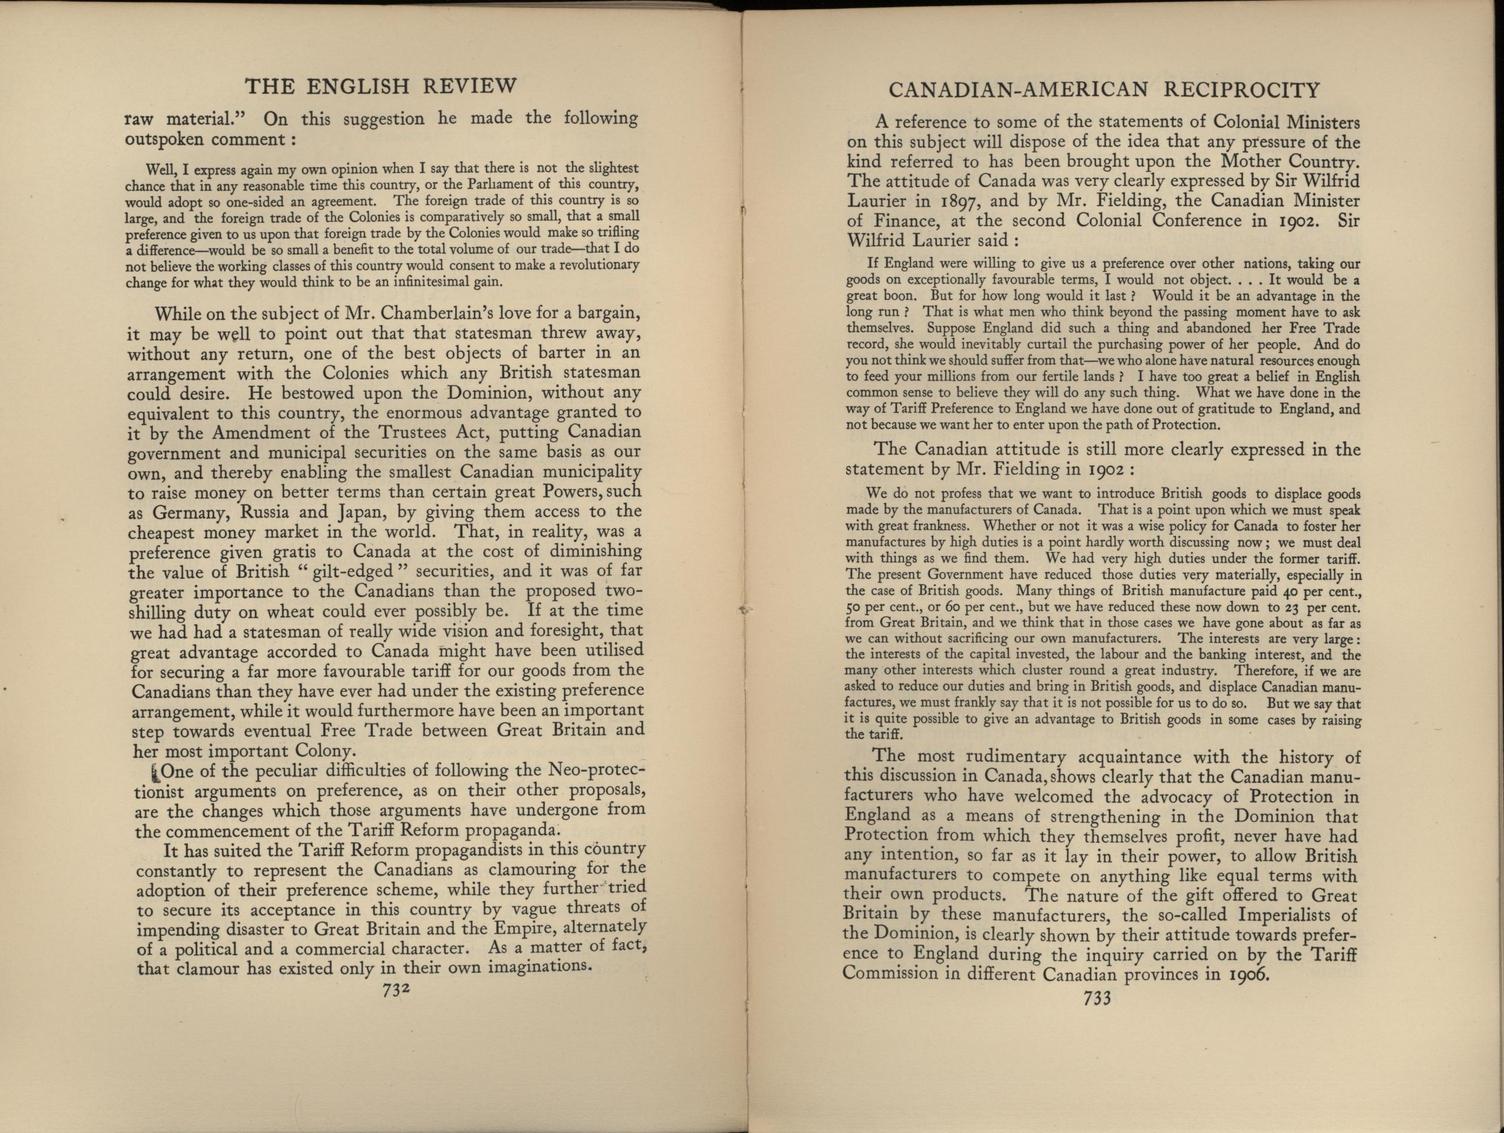 THE ENGLISH REVIEW
raw material.” On this suggestion he made the following
outspoken comment :
Well, I express again my own opinion when I say that there is not the slightest
chance that in any reasonable time this country, or the Parliament of this country,
would adopt so one-sided an agreement. The foreign trade of this country is so
large, and the foreign trade of the Colonies is comparatively so small, that a small
preference given to us upon that foreign trade by the Colonies would make so trifling
a difference—would be so small a benefit to the total volume of our trade—that I do
not believe the working classes of this country would consent to make a revolutionary
change for what they would think to be an infinitesimal gain.
While on the subject of Mr. Chamberlain’s love for a bargain,
it may be well to point out that that statesman threw away,
without any return, one of the best objects of barter in an
arrangement with the Colonies which any British statesman
could desire. He bestowed upon the Dominion, without any
equivalent to this country, the enormous advantage granted to
it by the Amendment of the Trustees Act, putting Canadian
government and municipal securities on the same basis as our
own, and thereby enabling the smallest Canadian municipality
to raise money on better terms than certain great Powers, such
as Germany, Russia and Japan, by giving them access to the
cheapest money market in the world. That, in reality, was a
preference given gratis to Canada at the cost of diminishing
the value of British “ gilt-edged ” securities, and it was of far
greater importance to the Canadians than the proposed two-
shilling duty on wheat could ever possibly be. If at the time
we had had a statesman of really wide vision and foresight, that
great advantage accorded to Canada might have been utilised
for securing a far more favourable tariff for our goods from the
Canadians than they have ever had under the existing preference
arrangement, while it would furthermore have been an important
step towards eventual Free Trade between Great Britain and
her most important Colony.
One of the peculiar difficulties of following the Neo-protec-
tionist arguments on preference, as on their other proposals,
are the changes which those arguments have undergone from
the commencement of the Tariff Reform propaganda.
It has suited the Tariff Reform propagandists in this country
constantly to represent the Canadians as clamouring for the
adoption of their preference scheme, while they further tried
to secure its acceptance in this country by vague threats of
impending disaster to Great Britain and the Empire, alternately
of a political and a commercial character. As a matter of fact,
that clamour has existed only in their own imaginations.
732
CANADIAN-AMERICAN RECIPROCITY
A reference to some of the statements of Colonial Ministers
on this subject will dispose of the idea that any pressure of the
kind referred to has been brought upon the Mother Country.
The attitude of Canada was very clearly expressed by Sir Wilfrid
Laurier in 1897, and by Mr. Fielding, the Canadian Minister
of Finance, at the second Colonial Conference in 1902. Sir
Wilfrid Laurier said :
If England were willing to give us a preference over other nations, taking our
goods on exceptionally favourable terms, I would not object. . . . It would be a
great boon. But for how long would it last ? Would it be an advantage in the
long run ? That is what men who think beyond the passing moment have to ask
themselves. Suppose England did such a thing and abandoned her Free Trade
record, she would inevitably curtail the purchasing power of her people. And do
you not think we should suffer from that—we who alone have natural resources enough
to feed your millions from our fertile lands ? I have too great a belief in English
common sense to believe they will do any such thing. What we have done in the
way of Tariff Preference to England we have done out of gratitude to England, and
not because we want her to enter upon the path of Protection.
The Canadian attitude is still more clearly expressed in the
statement by Mr. Fielding in 1902 :
We do not profess that we want to introduce British goods to displace goods
made by the manufacturers of Canada. That is a point upon which we must speak
with great frankness. Whether or not it was a wise policy for Canada to foster her
manufactures by high duties is a point hardly worth discussing now ; we must deal
with things as we find them. We had very high duties under the former tariff.
The present Government have reduced those duties very materially, especially in
the case of British goods. Many things of British manufacture paid 40 per cent.,
50 per cent., or 60 per cent., but we have reduced these now down to 23 per cent.
from Great Britain, and we think that in those cases we have gone about as far as
we can without sacrificing our own manufacturers. The interests are very large :
the interests of the capital invested, the labour and the banking interest, and the
many other interests which cluster round a great industry. Therefore, if we are
asked to reduce our duties and bring in British goods, and displace Canadian manu-
factures, we must frankly say that it is not possible for us to do so. But we say that
it is quite possible to give an advantage to British goods in some cases by raising
the tariff.
The most rudimentary acquaintance with the history of
this discussion in Canada, shows clearly that the Canadian manu-
facturers who have welcomed the advocacy of Protection in
England as a means of strengthening in the Dominion that
Protection from which they themselves profit, never have had
any intention, so far as it lay in their power, to allow British
manufacturers to compete on anything like equal terms with
their own products. The nature of the gift offered to Great
Britain by these manufacturers, the so-called Imperialists of
the Dominion, is clearly shown by their attitude towards prefer-
ence to England during the inquiry carried on by the Tariff
Commission in different Canadian provinces in 1906.
733